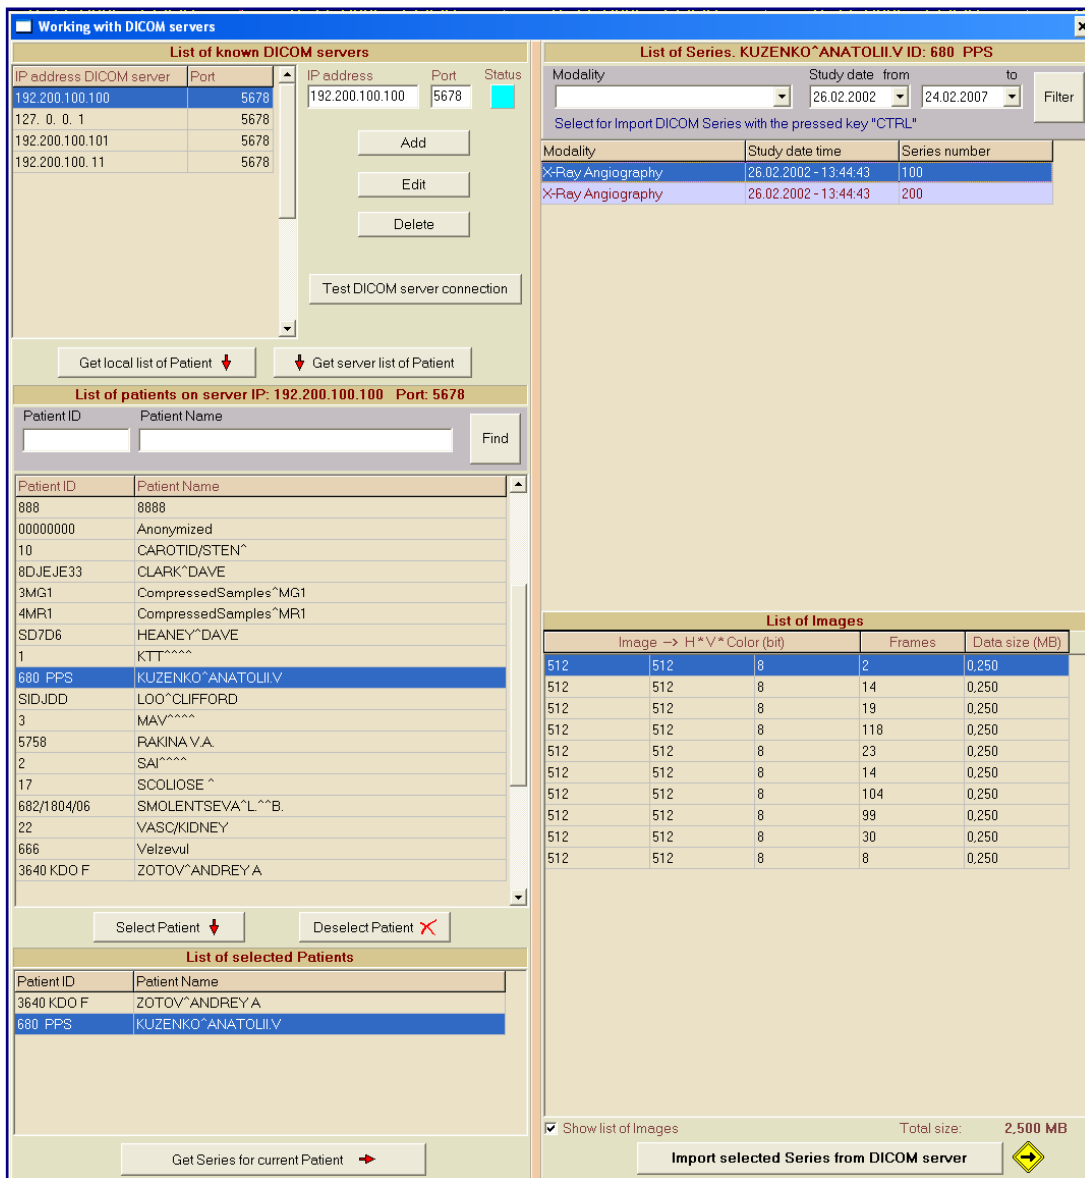 Working with DICOM servers
List of known DICOM servers
IP address DICOM server Port
192.200.100.100 5678
127. 0. 0. 1 5678
192.200.100.101 5678
192.200.100. 11 5678
IP address Port Status
192.200.100.100 5678
Add
Edit
Delete
Test DICOM server connection
Get local list of Patient Get server list of Patient
List of patients on server IP: 192.200.100.100 Port: 5678
Patient ID Patient Name
Find
Patient ID Patient Name
888 8888
00000000 Anonymized
10 CAROTID/STEN^
8DJEJE33 CLARK^DAVE
3MG1 CompressedSamples^MG1
4MR1 CompressedSamples^MR1
SD7D6 HEANEY^DAVE
1 KTT^^^^
680 PPS KUZENKO^ANATOLII.V
SIDJDD LOO^CLIFFORD
3 MAV^^^^
5758 RAKINA V.A.
2 SAI^^^^
17 SCOLIOSE ^
682/1804/06 SMOLENTSEVA^L.^^B.
22 VASC/KIDNEY
666 Velzevul
3640 KDO F ZOTOV^ANDREY A
Select Patient Deselect Patient
List of selected Patients
Patient ID Patient Name
3640 KDO F ZOTOV^ANDREY A
680 PPS KUZENKO^ANATOLII.V
Get Series for current Patient
List of Series. KUZENKO^ANATOLII.V ID: 680 PPS
Modality Study date from to
26.02.2002 24.02.2007 Filter
Select for Import DICOM Series with the pressed key "CTRL"
Modality Study date time Series number
X-Ray Angiography 26.02.2002 - 13:44:43 100
X-Ray Angiography 26.02.2002 - 13:44:43 200
List of Images
Image –> H * V * Color (bit) Frames Data size (MB)
512 512 8 2 0,250
512 512 8 14 0,250
512 512 8 19 0,250
512 512 8 118 0,250
512 512 8 23 0,250
512 512 8 14 0,250
512 512 8 104 0,250
512 512 8 99 0,250
512 512 8 30 0,250
512 512 8 8 0,250
Show list of Images Total size: 2,500 MB
Import selected Series from DICOM server